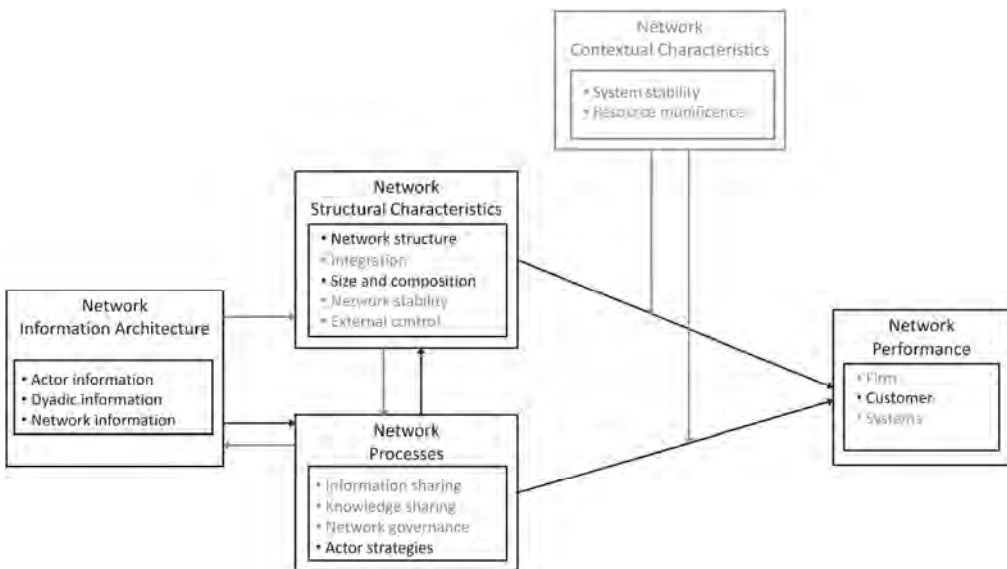 Network
Contextual Characteristics
• System stability
• Resource munificence
Network
Structural Characteristics
• Network structure
• Integration
• Size and composition
• Network stability
• External control
Network
Information Architecture
• Actor information
• Dyadic information
• Network information
Network
Processes
• Information sharing
• Knowledge sharing
• Network governance
• Actor strategies
Network
Performance
• Firm
• Customer
• Systems